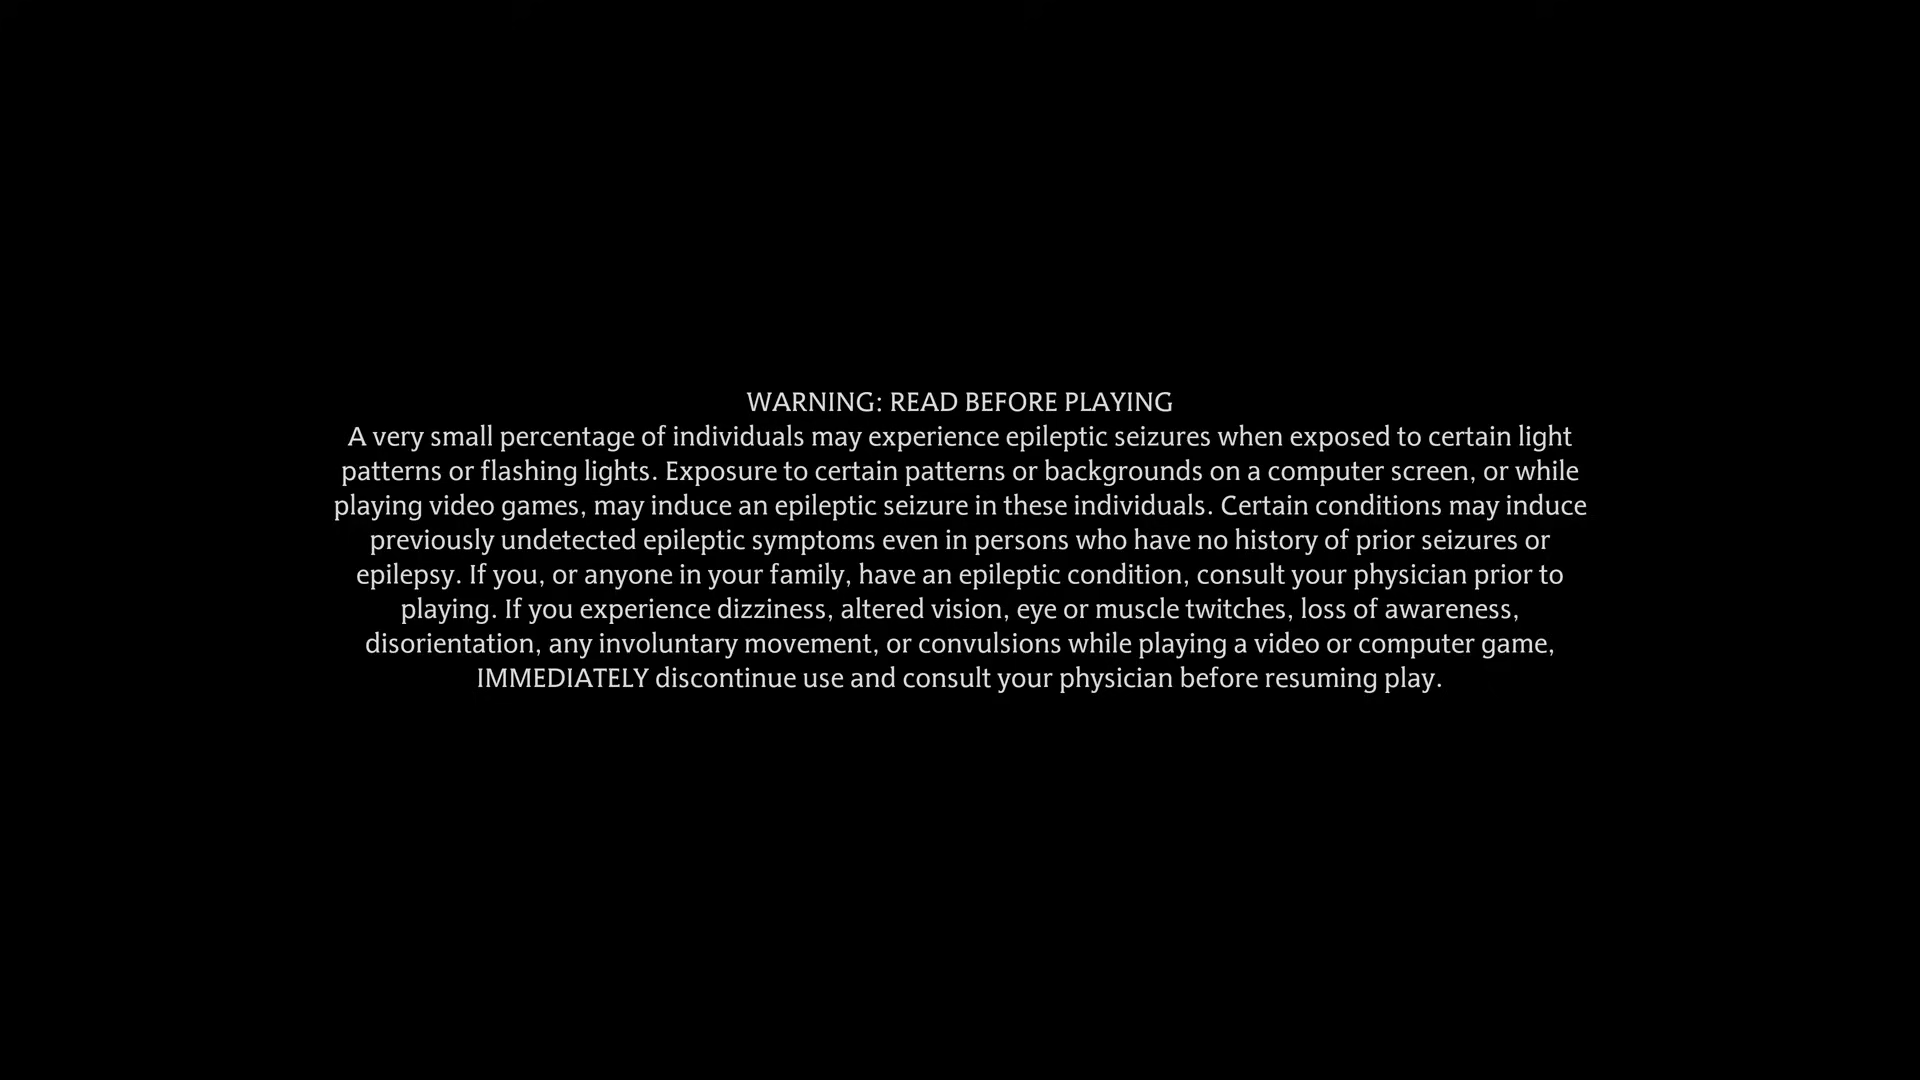 WARNING: READ BEFORE PLAYING
A very small percentage of individuals may experience epileptic seizures when exposed to certain light
patterns or flashing lights. Exposure to certain patterns or backgrounds on a computer screen, or while
playing video games, may induce an epileptic seizure in these individuals. Certain conditions may induce
previously undetected epileptic symptoms even in persons who have no history of prior seizures or
epilepsy. If you, or anyone in your family, have an epileptic condition, consult your physician prior to
playing. If you experience dizziness, altered vision, eye or muscle twitches, loss of awareness,
disorientation, any involuntary movement, or convulsions while playing a video or computer game,
IMMEDIATELY discontinue use and consult your physician before resuming play.